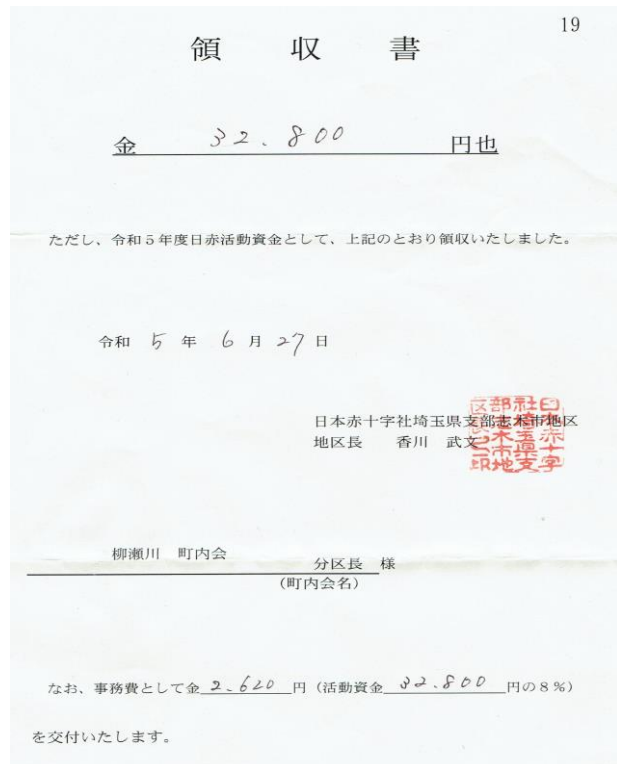 19
領 収 書
金 32.800 円也
ただし、令和5年度日赤活動資金として、上記のとおり領収いたしました。
令和 5 年 6 月 27 日
日本赤十字社埼玉県支部志木市地区
地区長 香川 武文
柳瀬川 町内会 分区長 様
(町内会名)
なお、事務費として金 2.620 円(活動資金 32.800 円の8%)
を交付いたします。